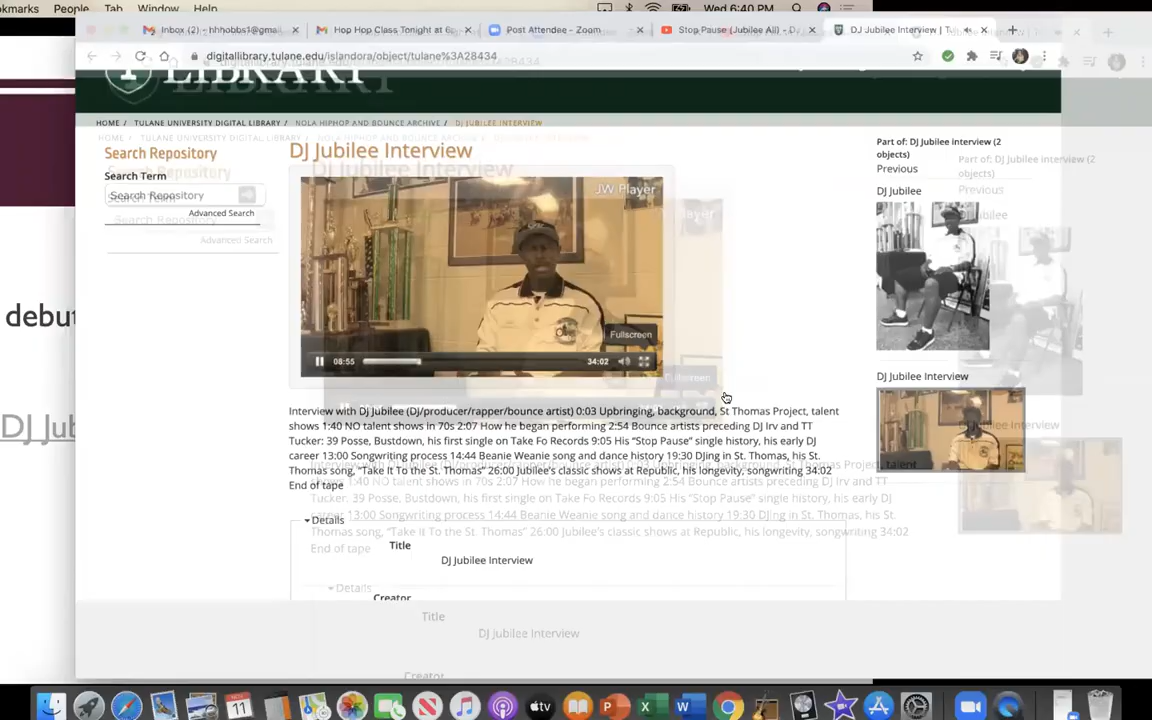 okmarks People Tab Window Help Wed 6:40 PM
Inbox (2) - hhhobbs1@gmail Hop Hop Class Tonight at 6 Post Attendee - Zoom Stop Pause (Jubilee All) - D DJ Jubilee Interview | T
digitallibrary.tulane.edu/islandora/object/tulane%3A28434
LIBRARY
HOME / TULANE UNIVERSITY DIGITAL LIBRARY / NOLA HIPHOP AND BOUNCE ARCHIVE / DJ JUBILEE INTERVIEW
Search Repository
Search Term
Search Repository
Advanced Search
DJ Jubilee Interview
JW Player
Fullscreen
08:55 34:02
Interview with DJ Jubilee (DJ/producer/rapper/bounce artist) 0:03 Upbringing, background, St Thomas Project, talent
shows 1:40 NO talent shows in 70s 2:07 How he began performing 2:54 Bounce artists preceding DJ Irv and TT
Tucker: 39 Posse, Bustdown, his first single on Take Fo Records 9:05 His "Stop Pause" single history, his early DJ
career 13:00 Songwriting process 14:44 Beanie Weanie song and dance history 19:30 DJing in St. Thomas, his St.
Thomas song, "Take It To the St. Thomas" 26:00 Jubilee's classic shows at Republic, his longevity, songwriting 34:02
End of tape
Details
Title
DJ Jubilee Interview
Creator
Part of: DJ Jubilee interview (2
objects)
Previous
DJ Jubilee
DJ Jubilee Interview
debut
DJ Jub
NOV
11